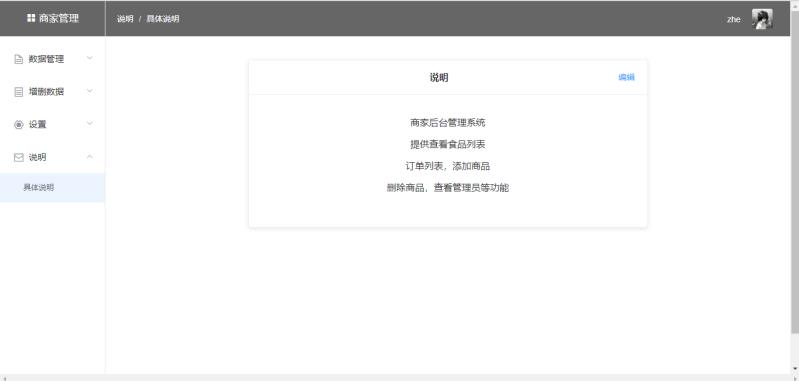 商家管理
说明 / 具体说明
zhe
数据管理
增删数据
设置
说明
具体说明
说明
编辑
商家后台管理系统
提供查看食品列表
订单列表，添加商品
删除商品，查看管理员等功能